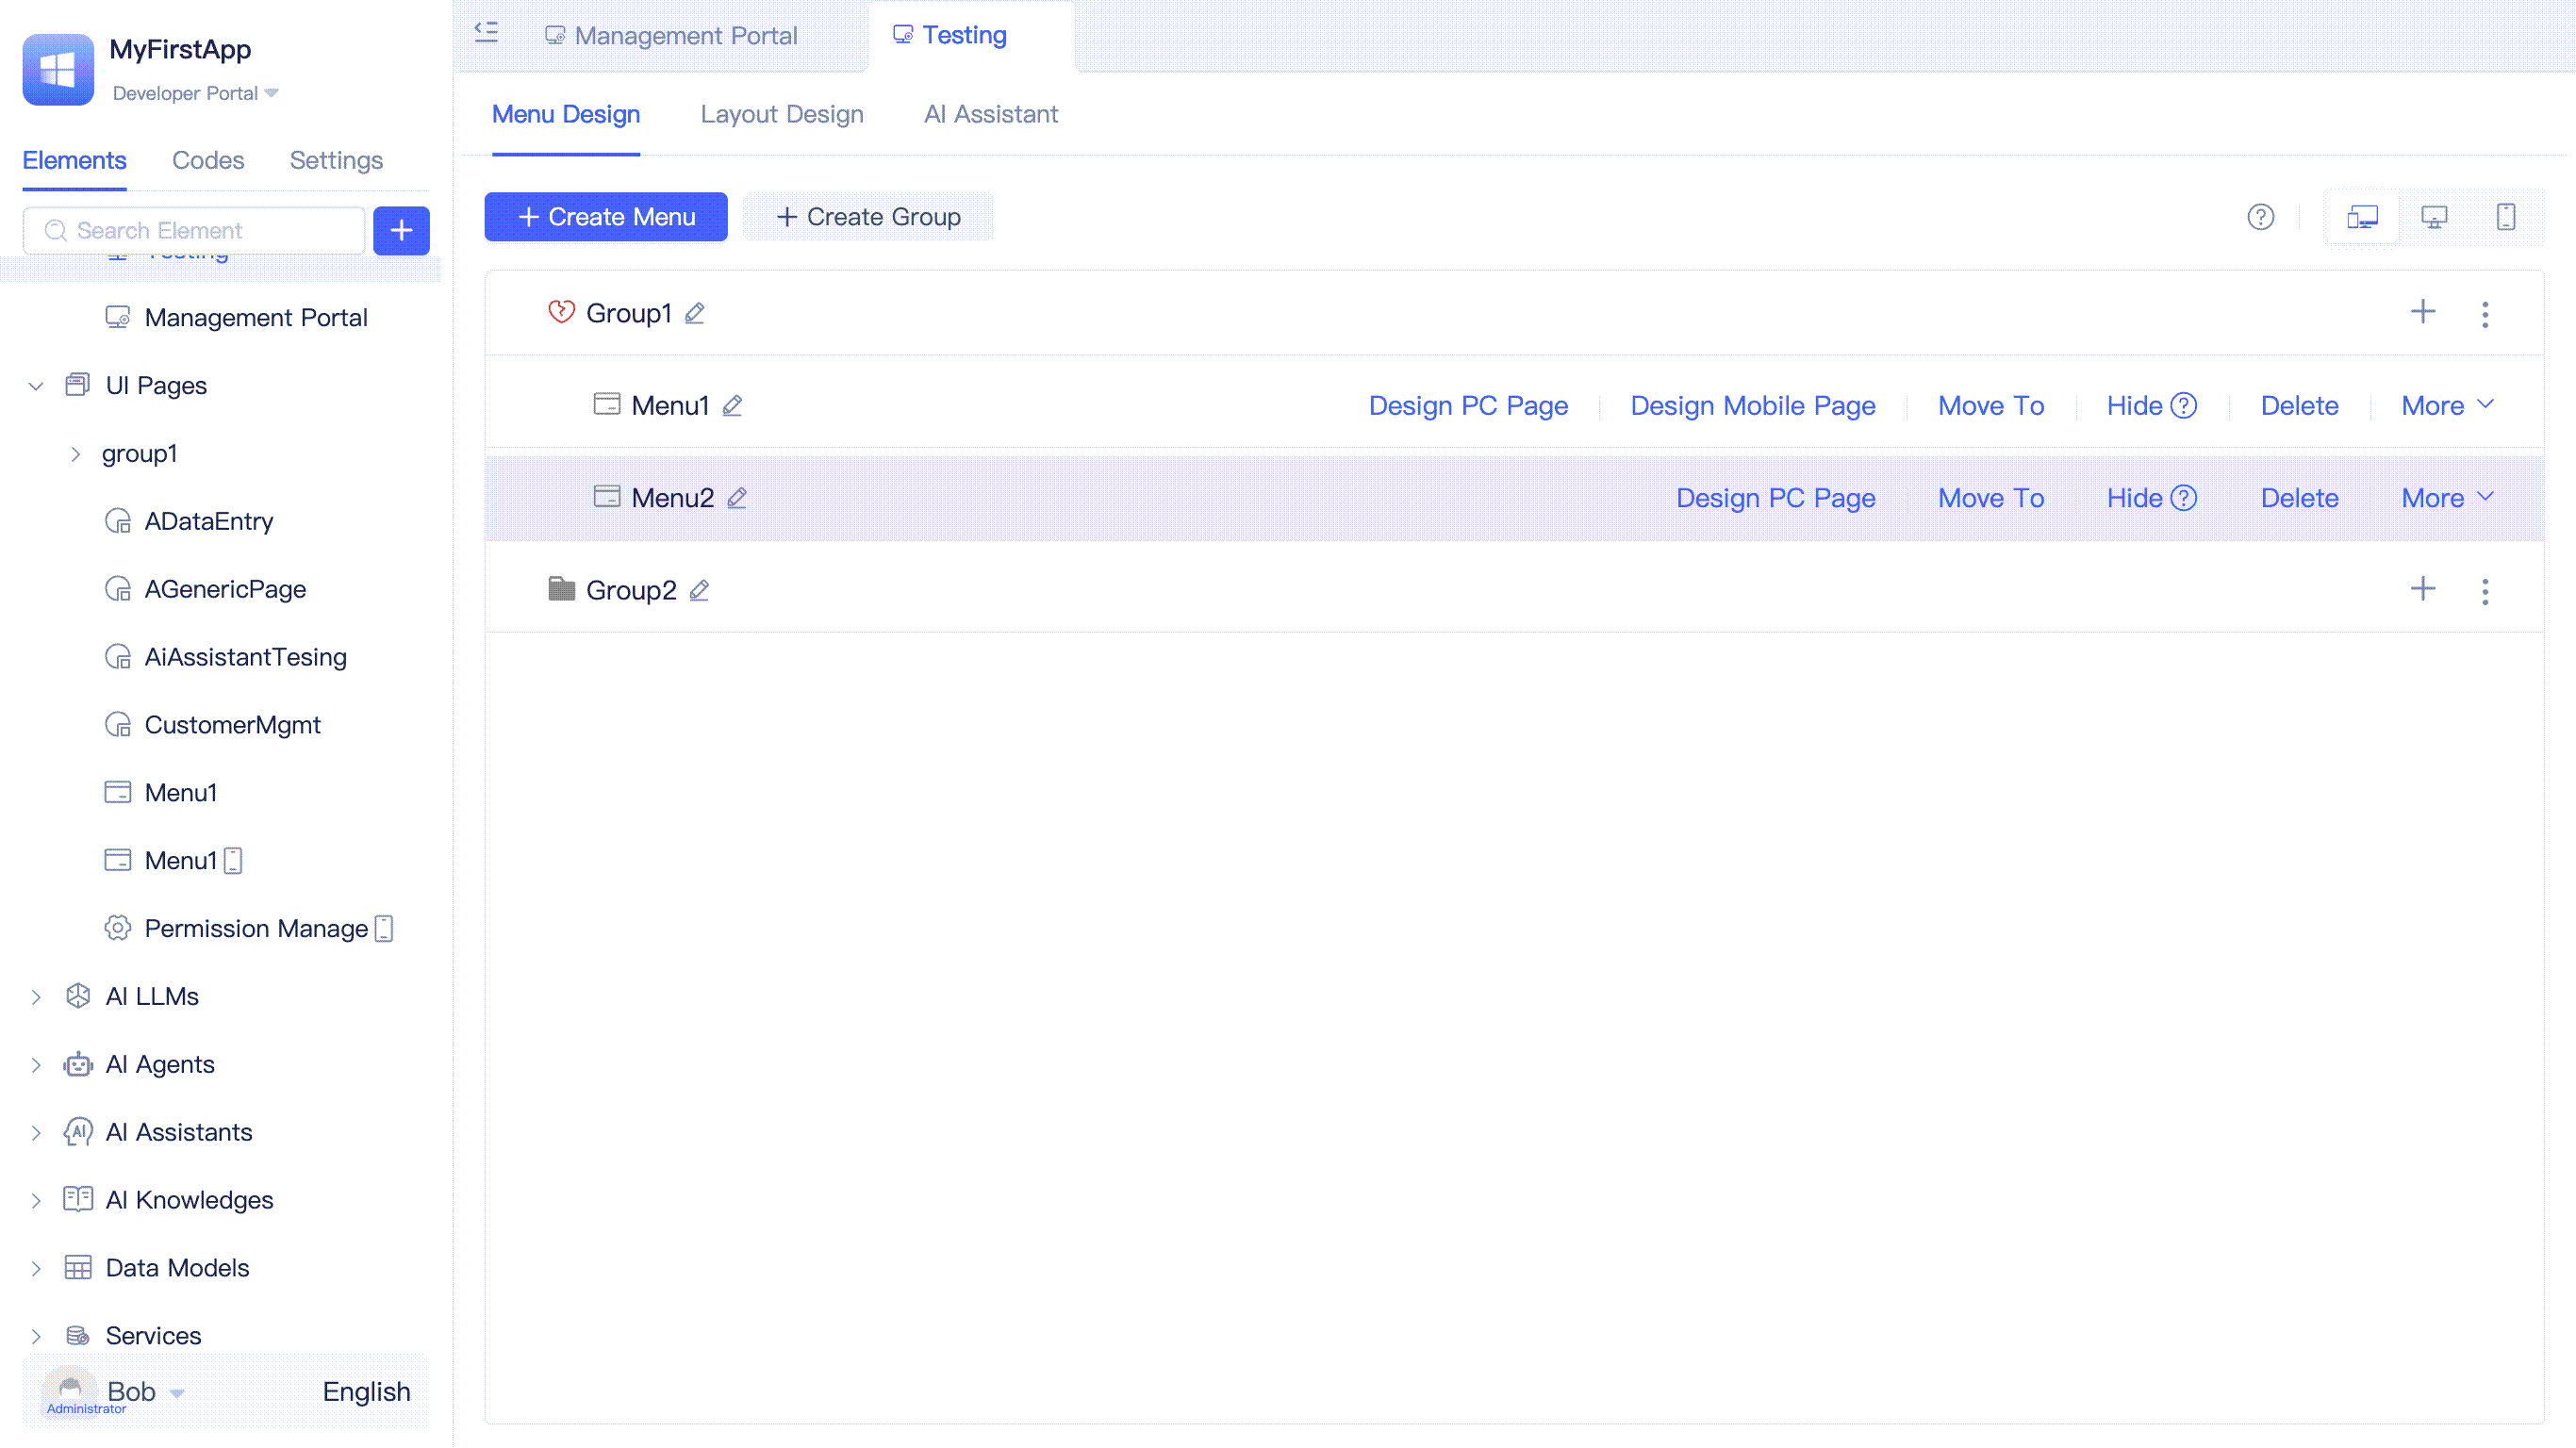 MyFirstApp
Developer Portal
Elements Codes Settings
Search Element
Testing
Management Portal
UI Pages
group1
ADataEntry
AGenericPage
AiAssistantTesing
CustomerMgmt
Menu1
Menu1
Permission Manage
AI LLMs
AI Agents
AI Assistants
AI Knowledges
Data Models
Services
Bob
Administrator
English
Management Portal Testing
Menu Design Layout Design AI Assistant
Create Menu Create Group
Group1
Menu1 Design PC Page Design Mobile Page Move To Hide Delete More
Menu2 Design PC Page Move To Hide Delete More
Group2